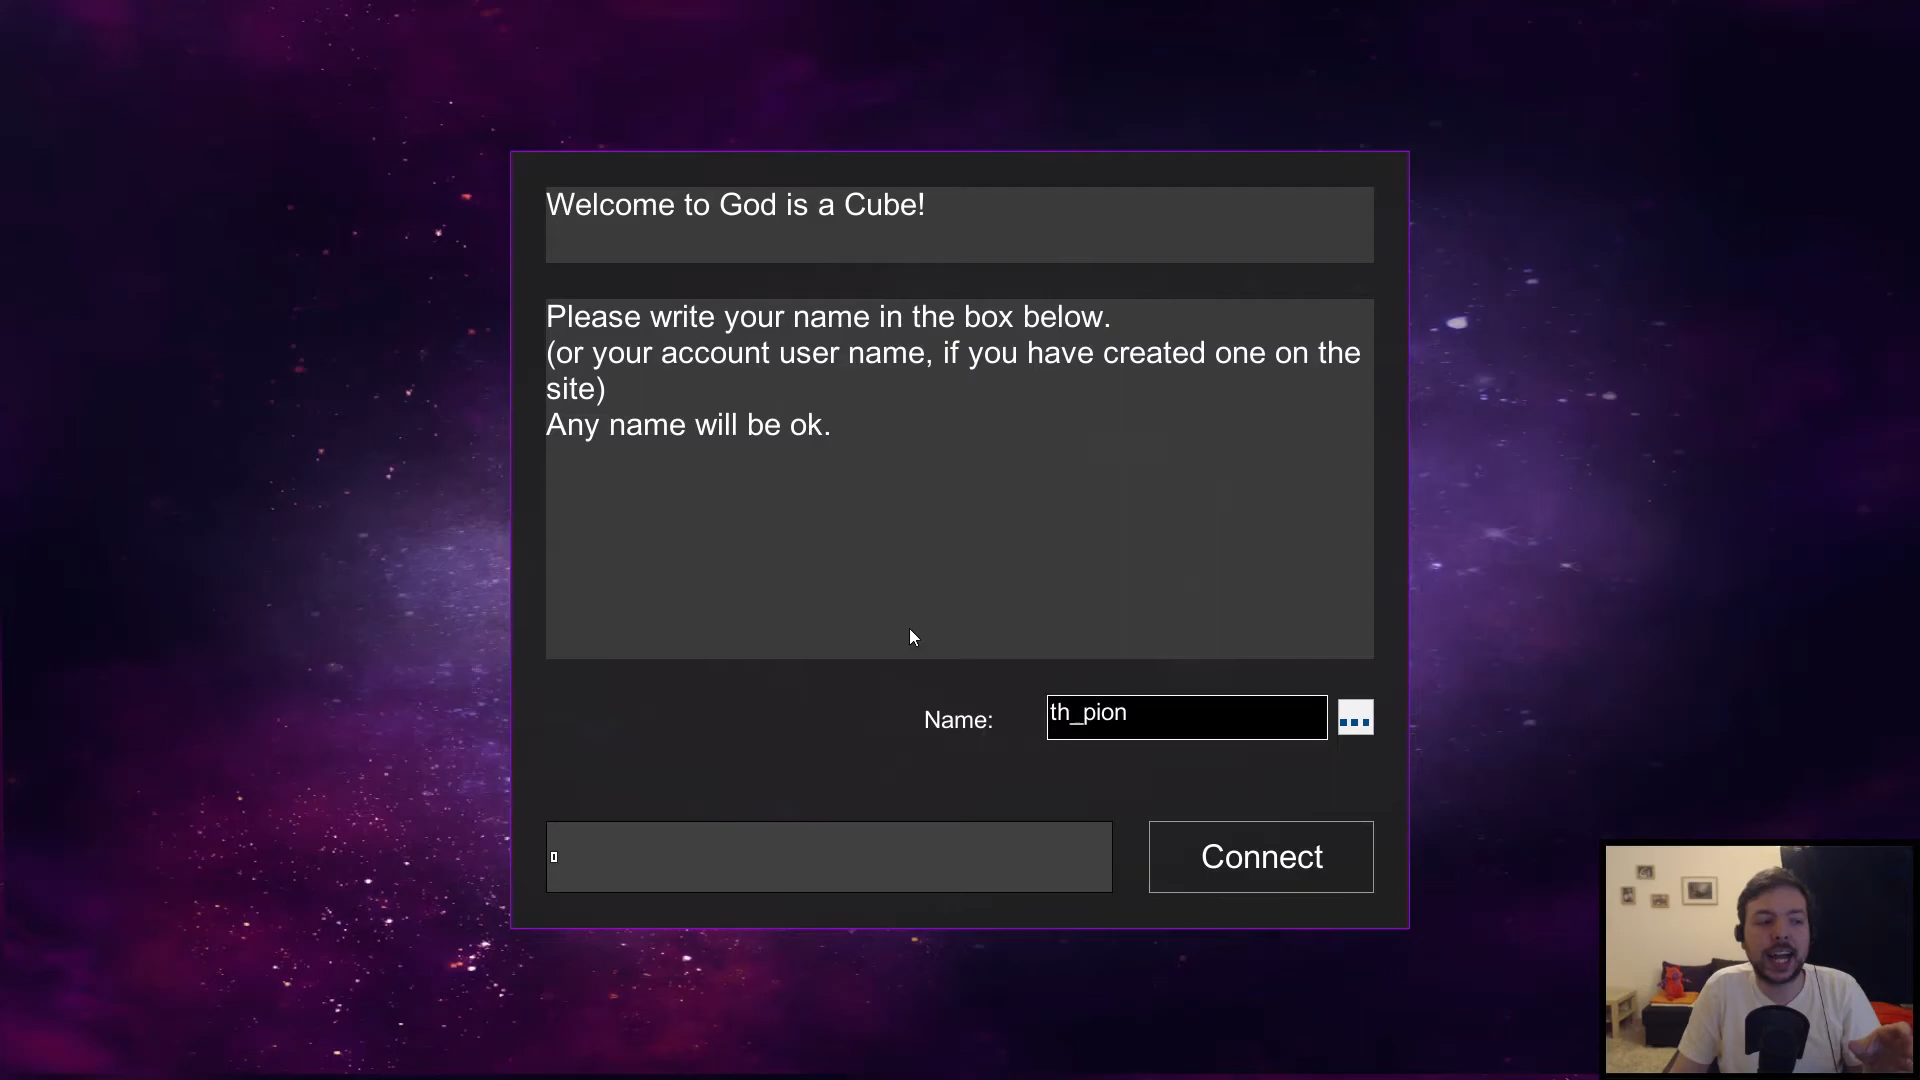 Welcome to God is a Cube!
Please write your name in the box below.
(or your account user name, if you have created one on the
site)
Any name will be ok.
Name:
th_pion
...
Connect